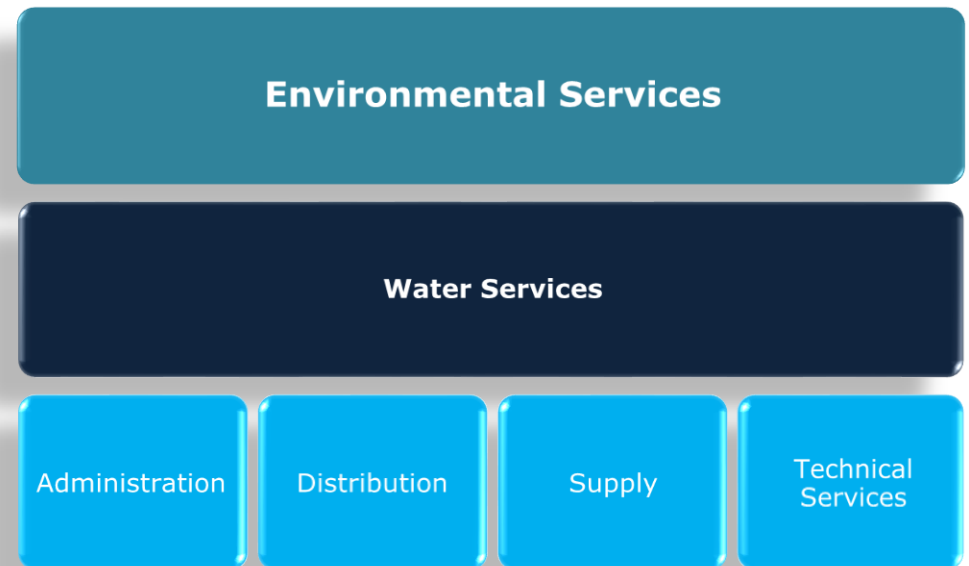 Environmental Services
Water Services
Administration
Distribution
Supply
Technical
Services